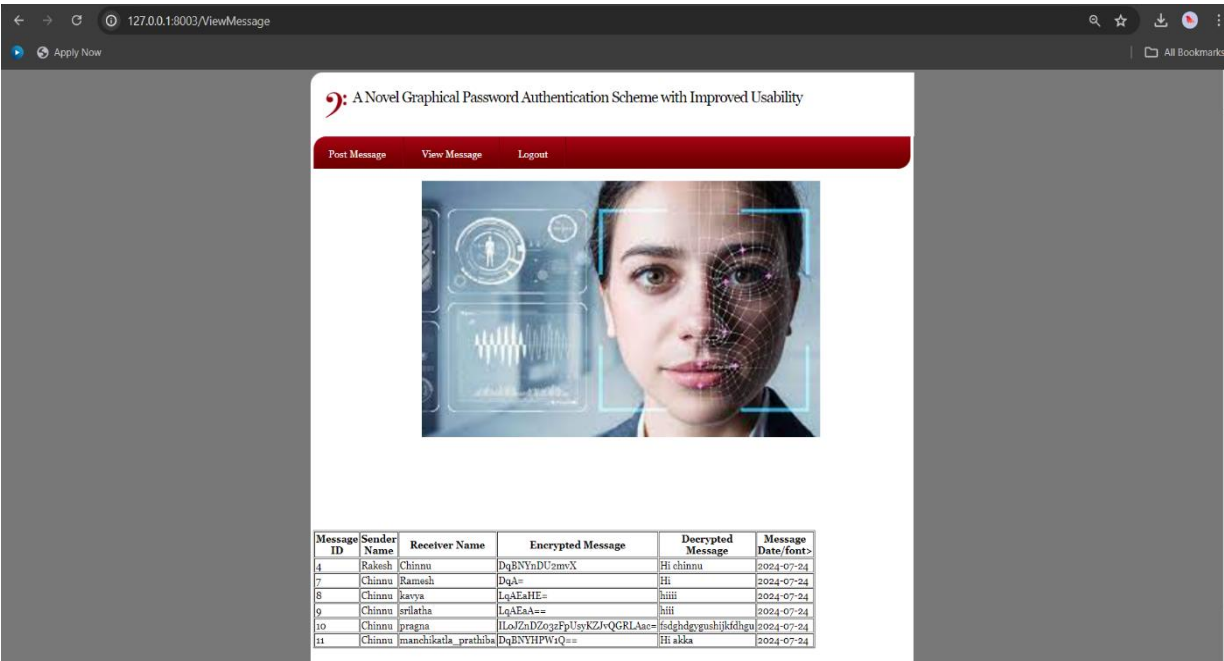 127.0.0.1:8003/ViewMessage
Apply Now
All Bookmarks
A Novel Graphical Password Authentication Scheme with Improved Usability
Post Message View Message Logout
Message ID Sender Name Receiver Name Encrypted Message Decrypted Message Message Date/font>
4 Rakesh Chinnu DqBNYnDU2mvX Hi chinnu 2024-07-24
7 Chinnu Ramesh DqA= Hi 2024-07-24
8 Chinnu kavya LqAEaHE= hiiii 2024-07-24
9 Chinnu srilatha LqAEaA== hiii 2024-07-24
10 Chinnu pragna ILoJZnDZo3zFpUsyKZJvQGRLAac= fsdghdgygushijkfdhgu 2024-07-24
11 Chinnu manchikatla_prathiba DqBNYHPW1Q== Hi akka 2024-07-24